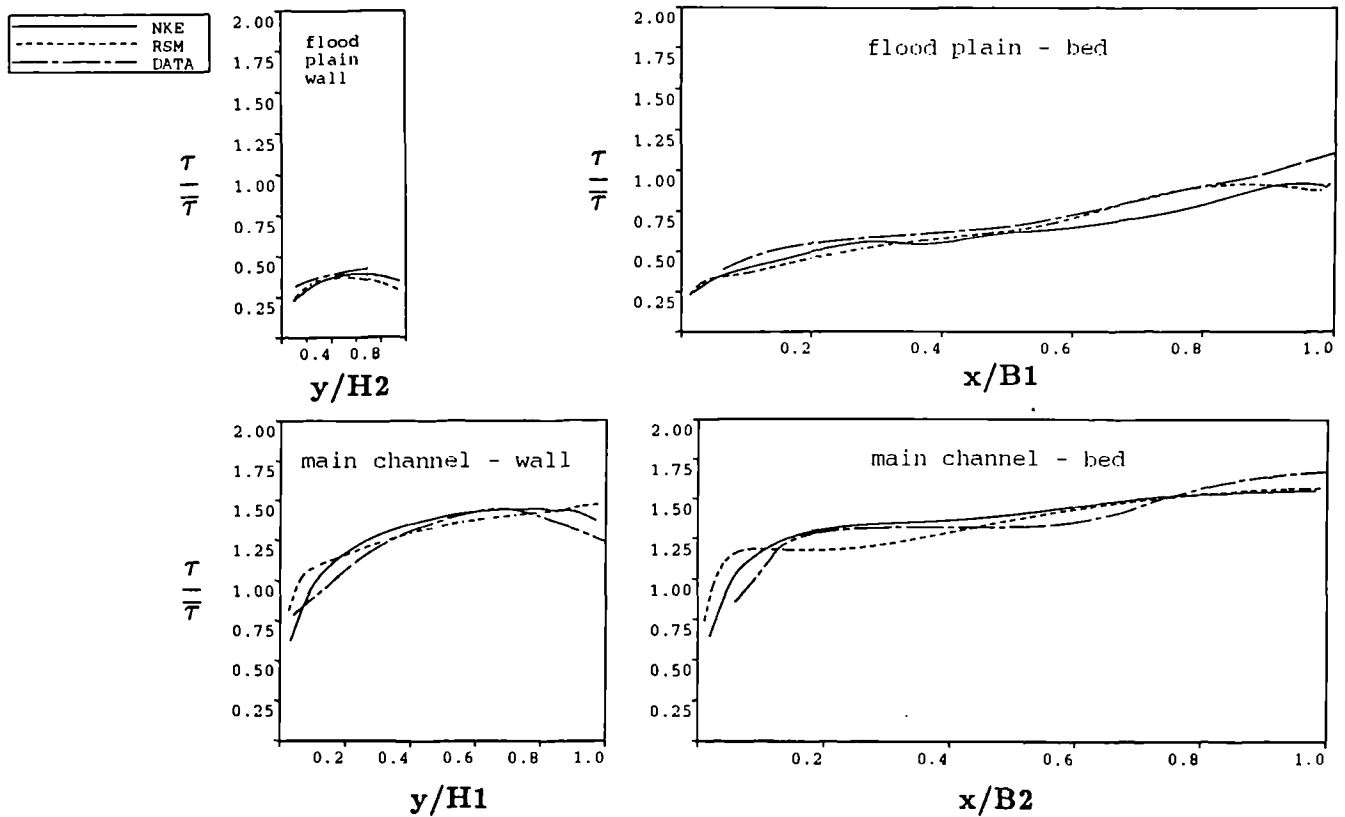 NKE
RSM
DATA
2.00
1.75
1.50
1.25
1.00
0.75
0.50
0.25
τ
τ̅
flood
plain
wall
0.4 0.8
y/H2
2.00
1.75
1.50
1.25
1.00
0.75
0.50
0.25
τ
τ̅
flood plain - bed
0.2 0.4 0.6 0.8 1.0
x/B1
2.00
1.75
1.50
1.25
1.00
0.75
0.50
0.25
τ
τ̅
main channel - wall
0.2 0.4 0.6 0.8 1.0
y/H1
2.00
1.75
1.50
1.25
1.00
0.75
0.50
0.25
main channel - bed
0.2 0.4 0.6 0.8 1.0
x/B2